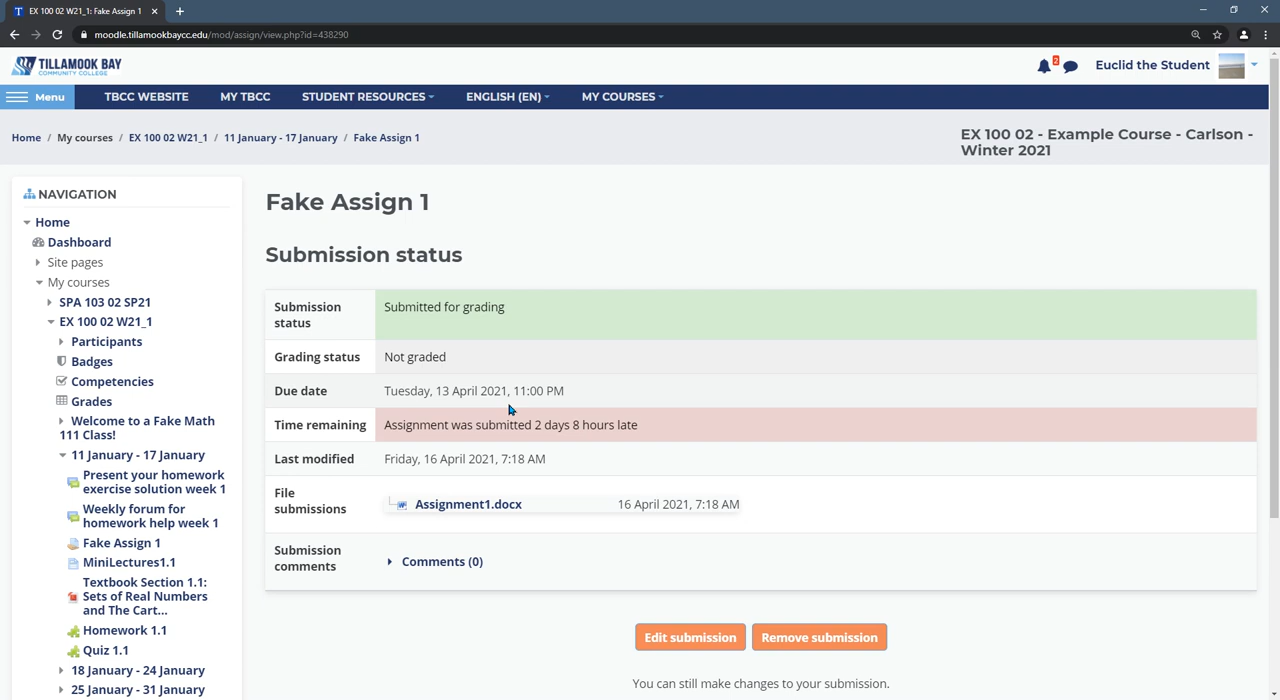 EX 100 02 W21_1: Fake Assign 1
moodle.tillamookbaycc.edu/mod/assign/view.php?id=438290
TILLAMOOK BAY
COMMUNITY COLLEGE
2
Euclid the Student
Menu
TBCC WEBSITE
MY TBCC
STUDENT RESOURCES
ENGLISH (EN)
MY COURSES
Home / My courses / EX 100 02 W21_1 / 11 January - 17 January / Fake Assign 1
EX 100 02 - Example Course - Carlson -
Winter 2021
NAVIGATION
Home
Dashboard
Site pages
My courses
SPA 103 02 SP21
EX 100 02 W21_1
Participants
Badges
Competencies
Grades
Welcome to a Fake Math
111 Class!
11 January - 17 January
Present your homework
exercise solution week 1
Weekly forum for
homework help week 1
Fake Assign 1
MiniLectures1.1
Textbook Section 1.1:
Sets of Real Numbers
and The Cart...
Homework 1.1
Quiz 1.1
18 January - 24 January
25 January - 31 January
Fake Assign 1
Submission status
Submission
status
Submitted for grading
Grading status
Not graded
Due date
Tuesday, 13 April 2021, 11:00 PM
Time remaining
Assignment was submitted 2 days 8 hours late
Last modified
Friday, 16 April 2021, 7:18 AM
File
submissions
Assignment1.docx
16 April 2021, 7:18 AM
Submission
comments
Comments (0)
Edit submission
Remove submission
You can still make changes to your submission.